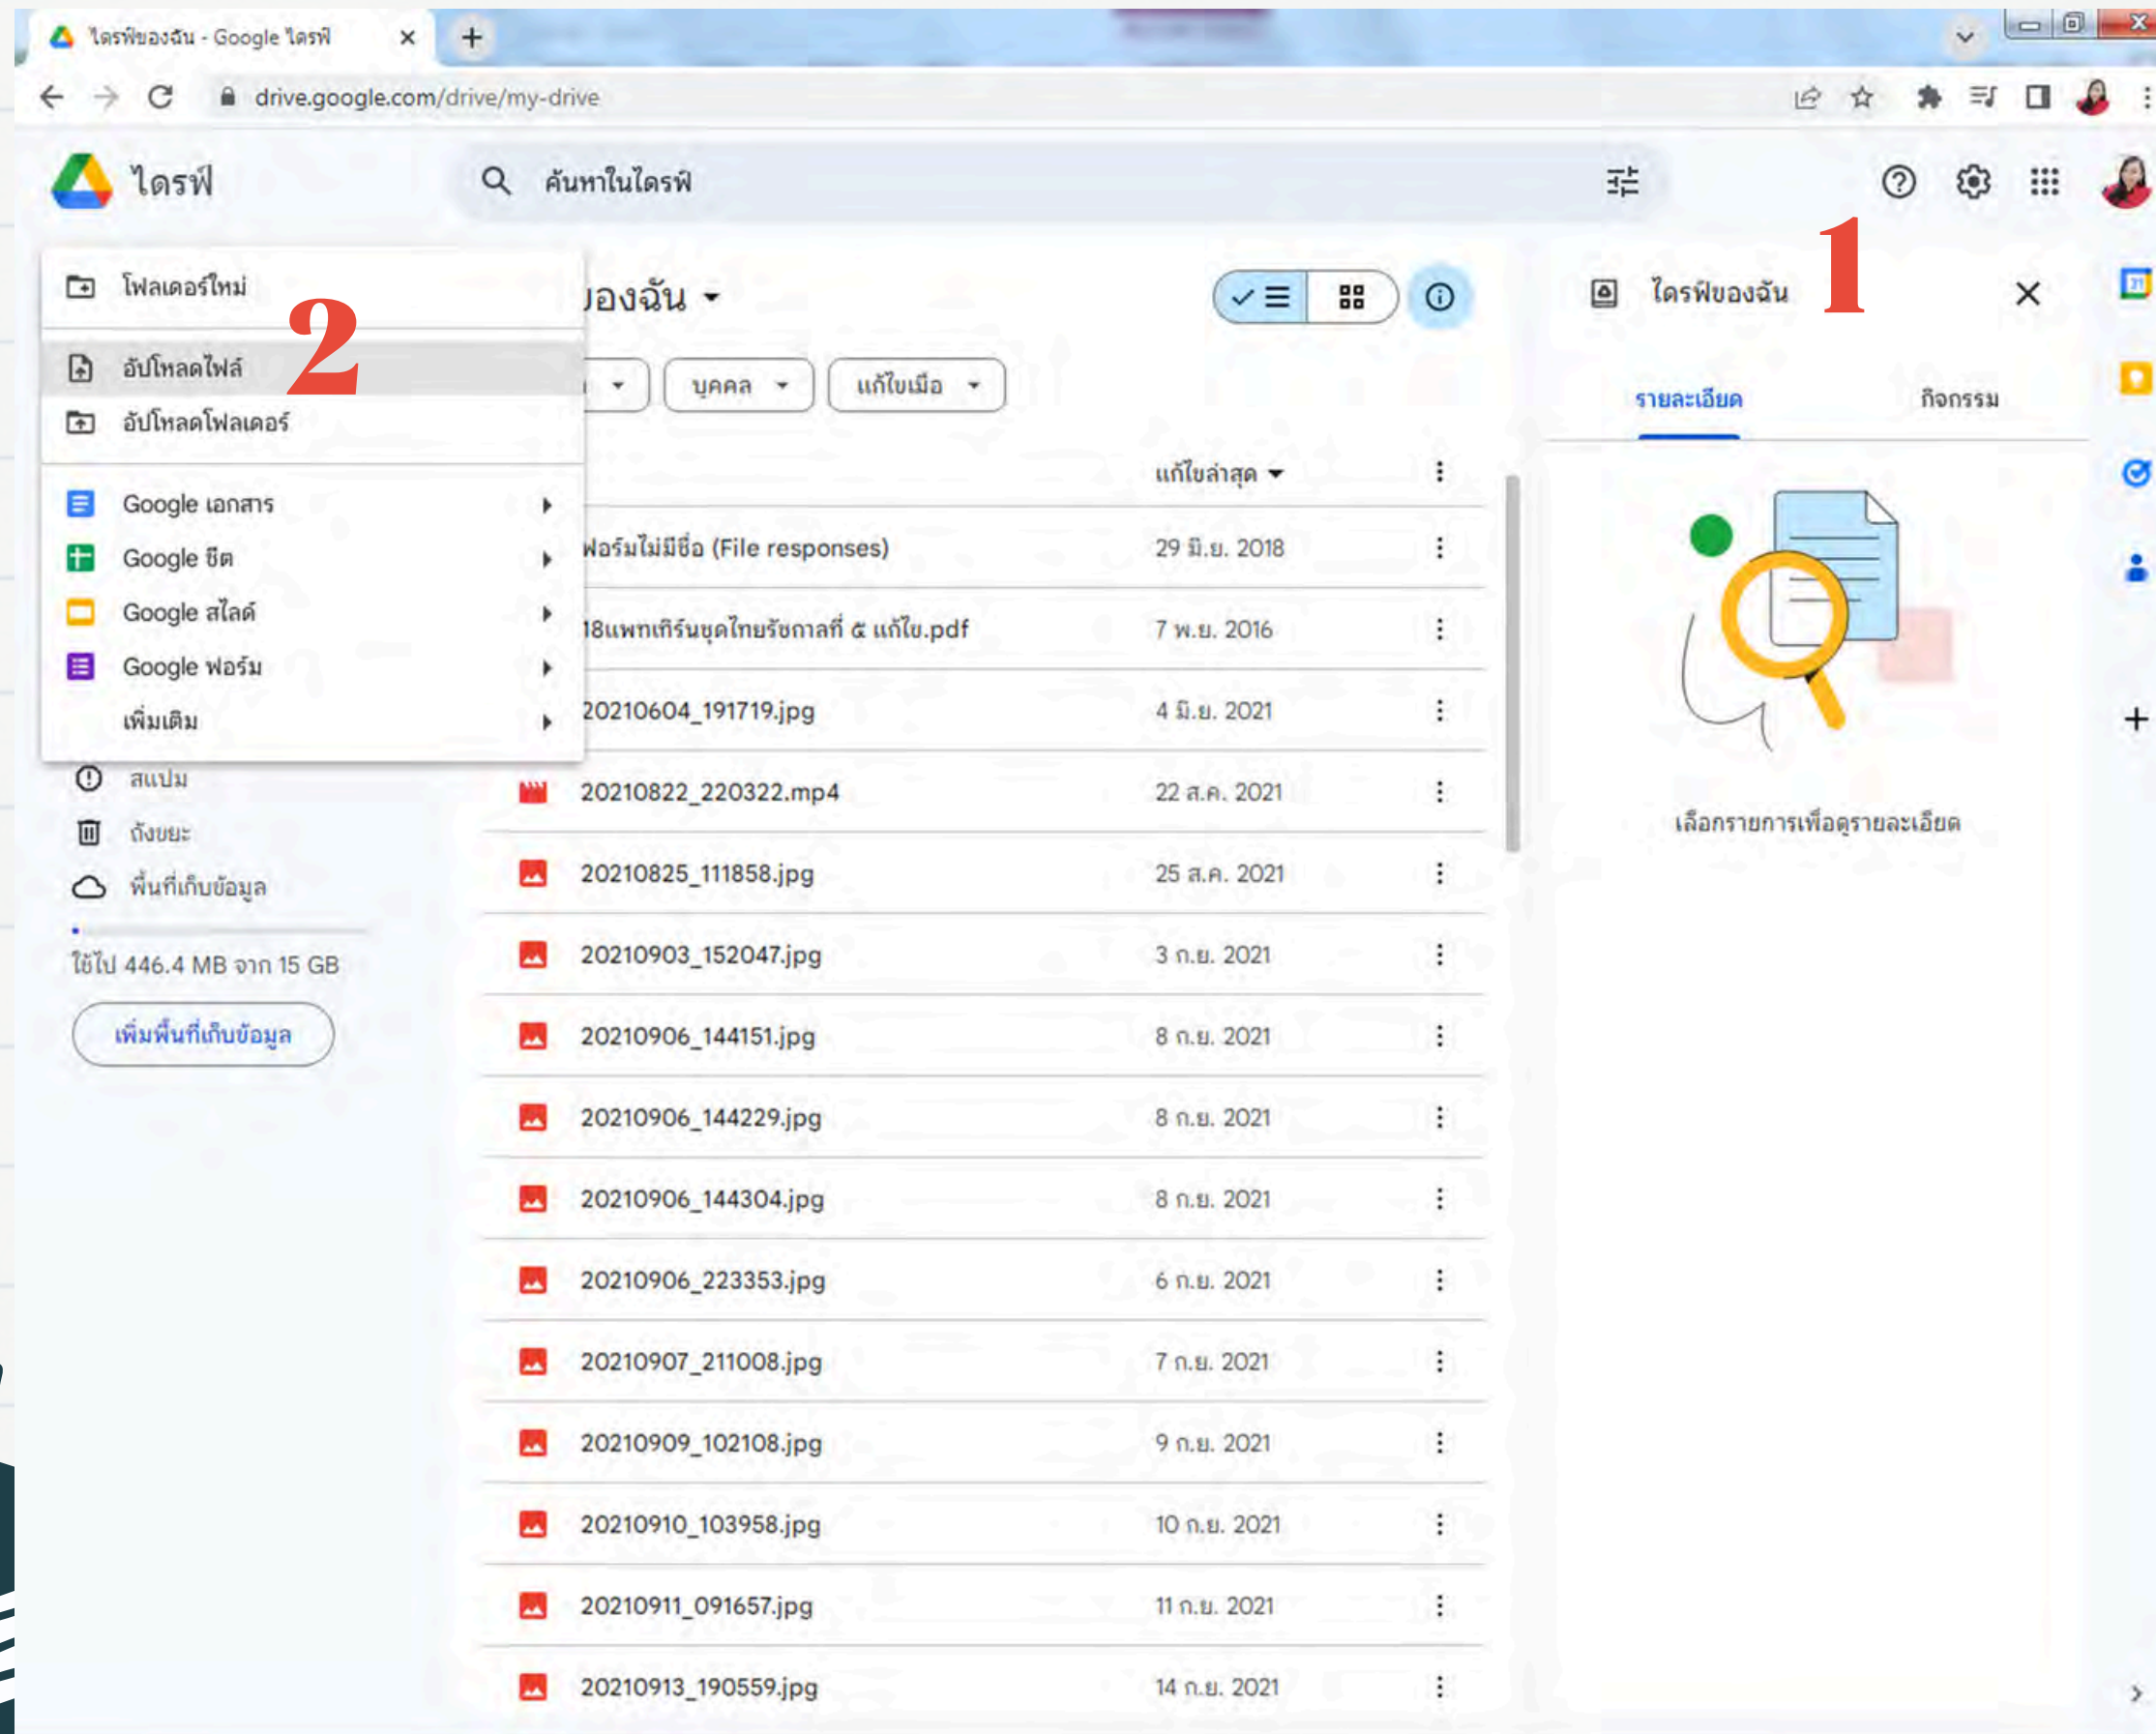 ไดรฟ์ของฉัน - Google ไดรฟ์
drive.google.com/drive/my-drive
ไดรฟ์
ค้นหาในไดรฟ์
1
โฟลเดอร์ใหม่
2
อัปโหลดไฟล์
อัปโหลดโฟลเดอร์
Google เอกสาร
Google ชีต
Google สไลด์
Google ฟอร์ม
เพิ่มเติม
สแปม
ถังขยะ
พื้นที่เก็บข้อมูล
ใช้ไป 446.4 MB จาก 15 GB
เพิ่มพื้นที่เก็บข้อมูล
ของฉัน
บุคคล แก้ไขเมื่อ
แก้ไขล่าสุด
ฟอร์มไม่มีชื่อ (File responses) 29 มิ.ย. 2018
18แพทเทิร์นชุดไทยรัชกาลที่ ๕ แก้ไข.pdf 7 พ.ย. 2016
20210604_191719.jpg 4 มิ.ย. 2021
20210822_220322.mp4 22 ส.ค. 2021
20210825_111858.jpg 25 ส.ค. 2021
20210903_152047.jpg 3 ก.ย. 2021
20210906_144151.jpg 8 ก.ย. 2021
20210906_144229.jpg 8 ก.ย. 2021
20210906_144304.jpg 8 ก.ย. 2021
20210906_223353.jpg 6 ก.ย. 2021
20210907_211008.jpg 7 ก.ย. 2021
20210909_102108.jpg 9 ก.ย. 2021
20210910_103958.jpg 10 ก.ย. 2021
20210911_091657.jpg 11 ก.ย. 2021
20210913_190559.jpg 14 ก.ย. 2021
ไดรฟ์ของฉัน
รายละเอียด กิจกรรม
เลือกรายการเพื่อดูรายละเอียด
31